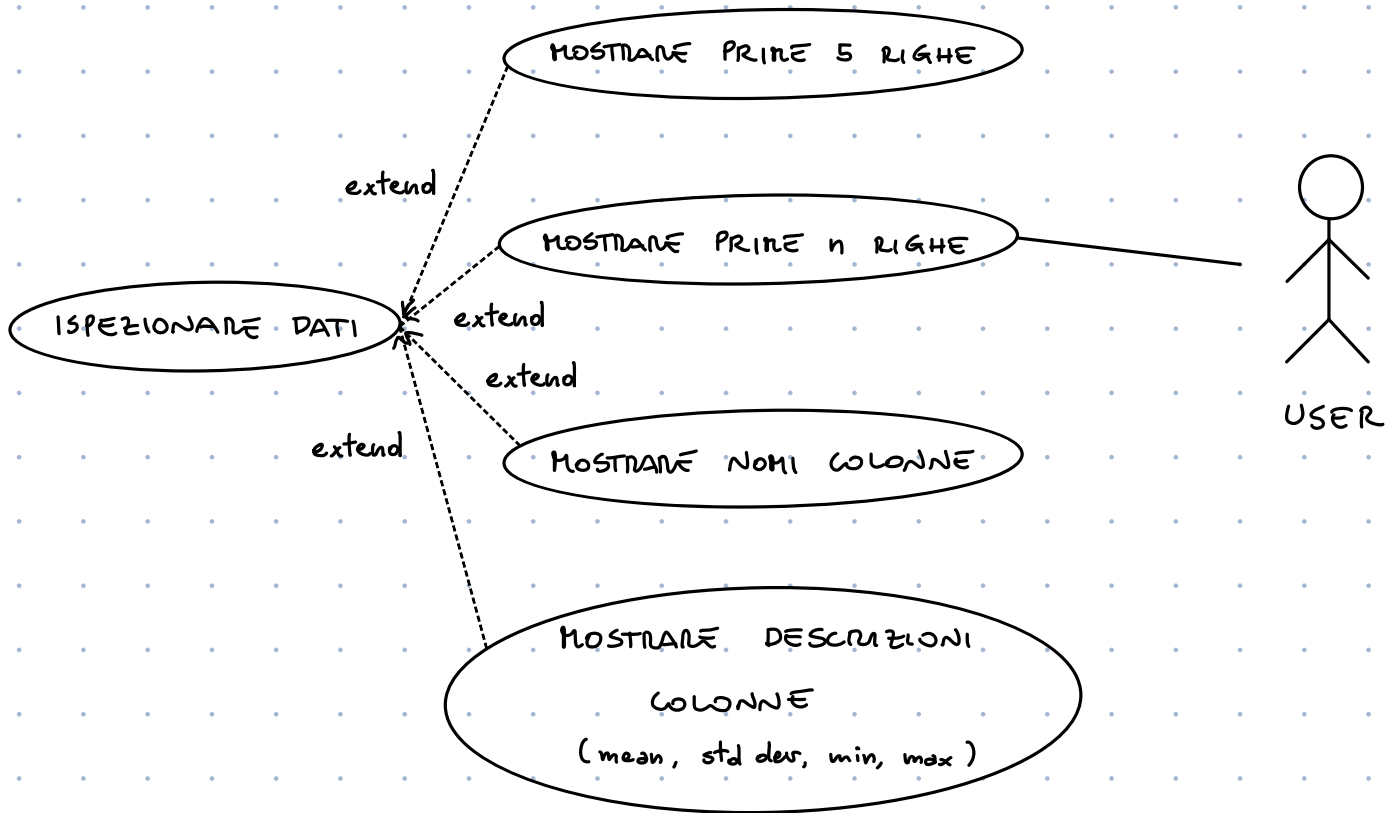 MOSTRARE PRIME 5 RIGHE
extend
MOSTRARE PRIME n RIGHE
ISPEZIONARE DATI
extend
extend
USER
extend
MOSTRARE NOMI COLONNE
MOSTRARE DESCRIZIONI
COLONNE
(mean, std dev, min, max)